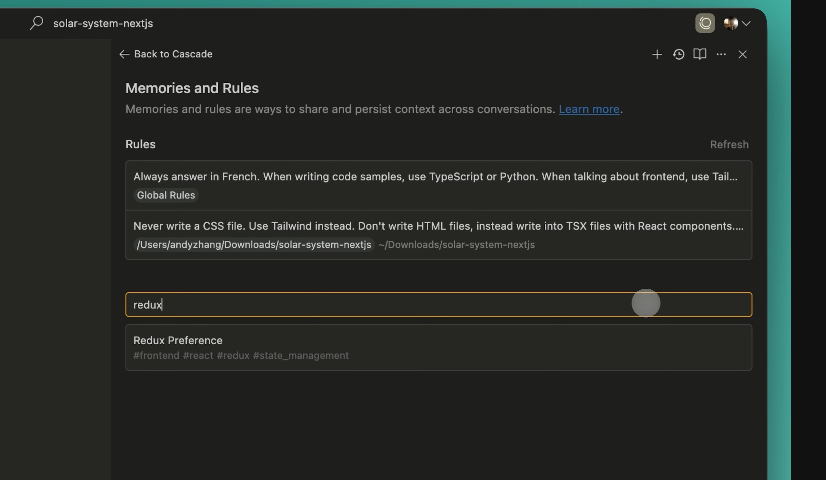 solar-system-nextjs
Back to Cascade
Memories and Rules
Memories and rules are ways to share and persist context across conversations. Learn more.
Rules
Refresh
Always answer in French. When writing code samples, use TypeScript or Python. When talking about frontend, use Tail...
Global Rules
Never write a CSS file. Use Tailwind instead. Don't write HTML files, instead write into TSX files with React components....
/Users/andyzhang/Downloads/solar-system-nextjs ~/Downloads/solar-system-nextjs
redux
Redux Preference
#frontend #react #redux #state_management